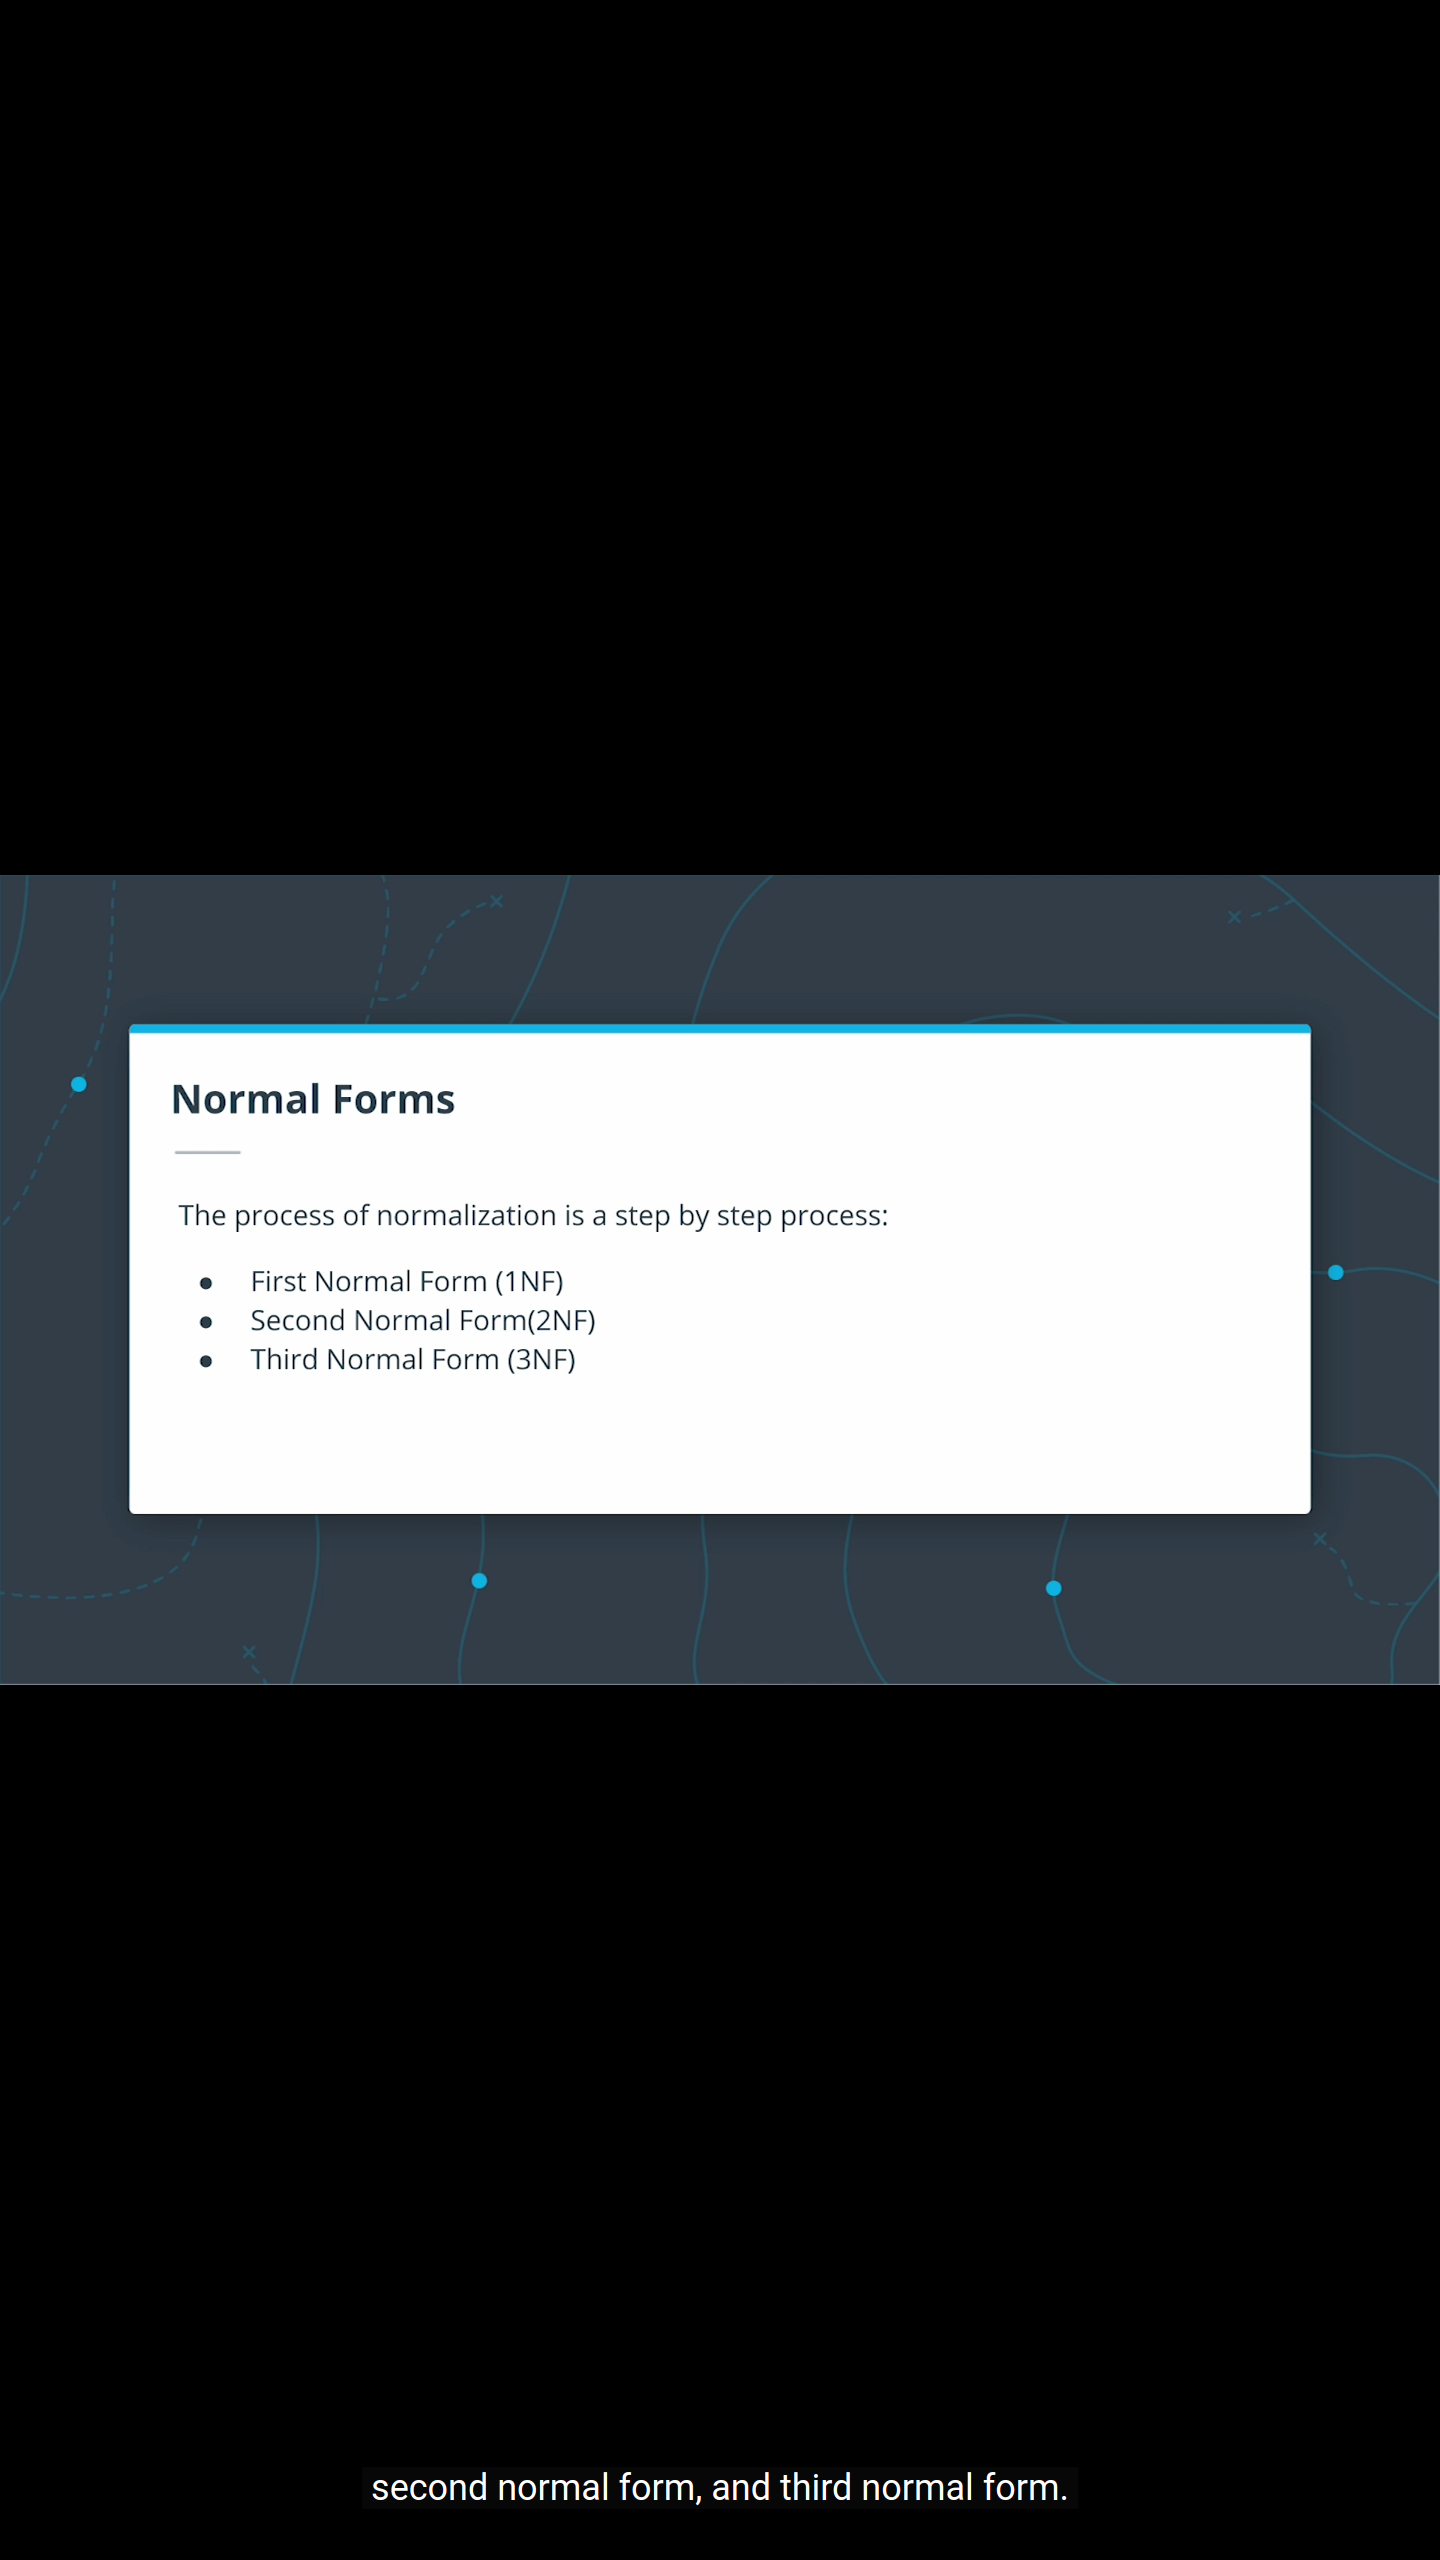 Normal Forms
The process of normalization is a step by step process:
● First Normal Form (1NF)
● Second Normal Form(2NF)
● Third Normal Form (3NF)
second normal form, and third normal form.